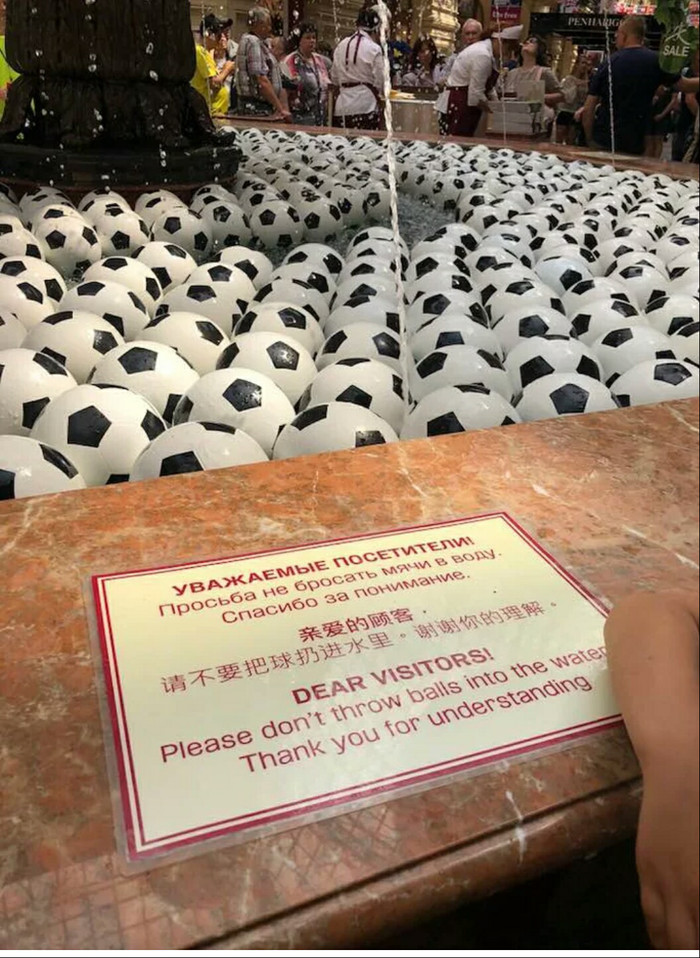 PENHALIGO
SALE
УВАЖАЕМЫЕ ПОСЕТИТЕЛИ!
Просьба не бросать мячи в воду.
Спасибо за понимание.
亲爱的顾客，
请不要把球扔进水里。谢谢你的理解。
DEAR VISITORS!
Please don't throw balls into the water
Thank you for understanding